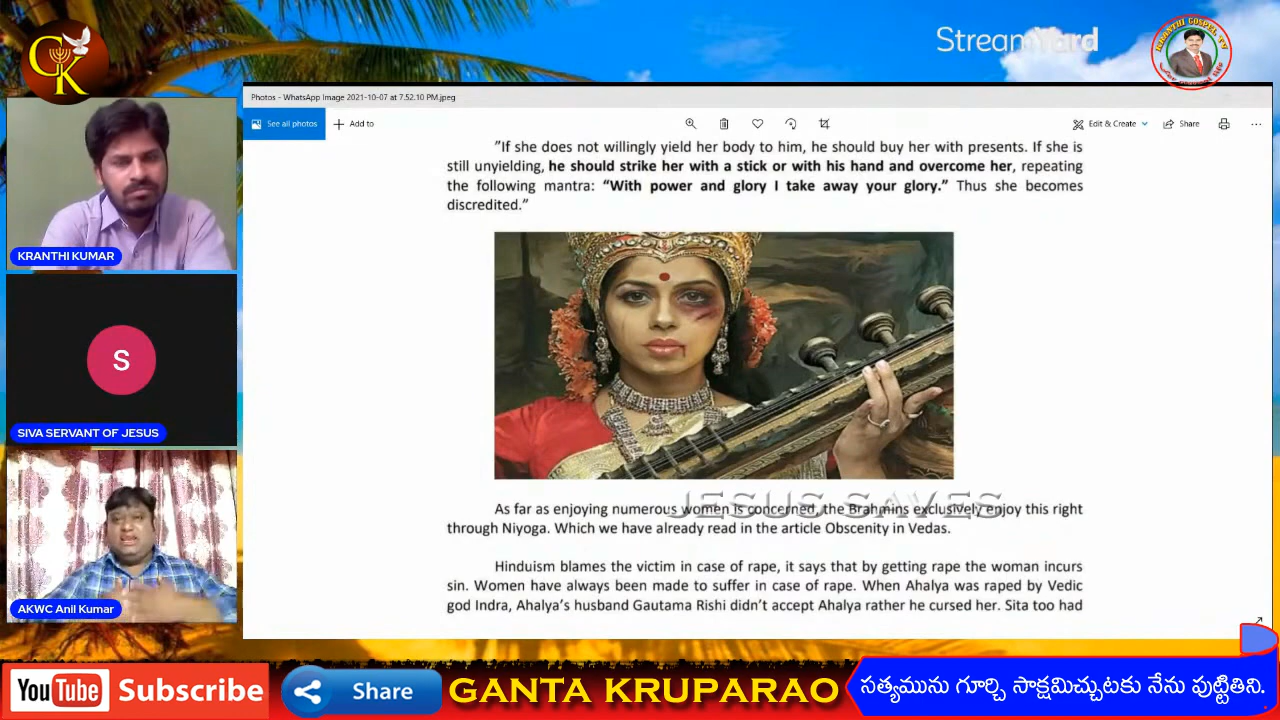 StreamYard
KRANTHI GOSPEL TV
GK
Photos - WhatsApp Image 2021-10-07 at 7.52.10 PM.jpeg
See all photos
Add to
Edit & Create
Share
"If she does not willingly yield her body to him, he should buy her with presents. If she is
still unyielding, he should strike her with a stick or with his hand and overcome her, repeating
the following mantra: “With power and glory I take away your glory.” Thus she becomes
discredited.”
KRANTHI KUMAR
S
SIVA SERVANT OF JESUS
AKWC Anil Kumar
JESUS SAVES
As far as enjoying numerous women is concerned, the Brahmins exclusively enjoy this right
through Niyoga. Which we have already read in the article Obscenity in Vedas.
Hinduism blames the victim in case of rape, it says that by getting rape the woman incurs
sin. Women have always been made to suffer in case of rape. When Ahalya was raped by Vedic
god Indra, Ahalya’s husband Gautama Rishi didn’t accept Ahalya rather he cursed her. Sita too had
YouTube Subscribe
Share
GANTA KRUPARAO
సత్యమును గూర్చి సాక్షమిచ్చుటకు నేను పుట్టితిని.